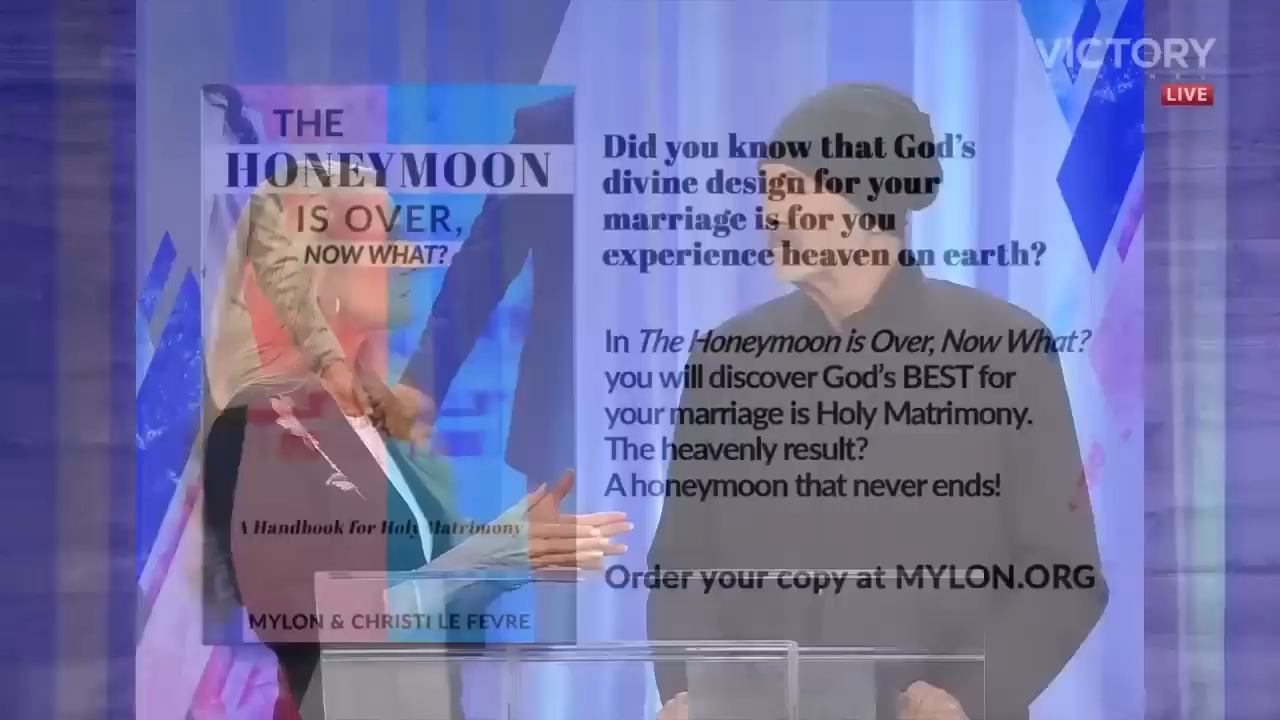 VICTORY
LIVE
THE
HONEYMOON
IS OVER,
NOW WHAT?
A Handbook for Holy Matrimony
MYLON & CHRISTI LE FEVRE
Did you know that God's
divine design for your
marriage is for you
experience heaven on earth?
In The Honeymoon is Over, Now What?
you will discover God's BEST for
your marriage is Holy Matrimony.
The heavenly result?
A honeymoon that never ends!
Order your copy at MYLON.ORG